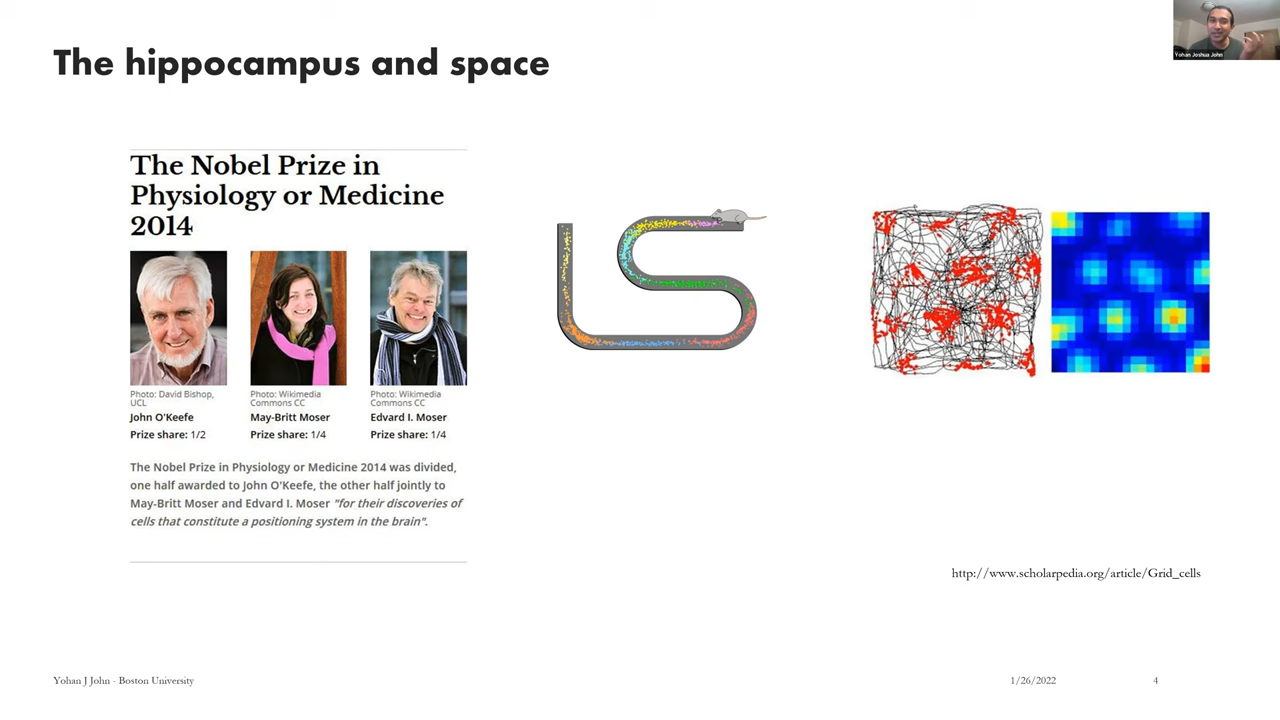 Yohan Joshua John
The hippocampus and space
The Nobel Prize in
Physiology or Medicine
2014
Photo: David Bishop,
UCL
John O'Keefe
Prize share: 1/2
Photo: Wikimedia
Commons CC
May-Britt Moser
Prize share: 1/4
Photo: Wikimedia
Commons CC
Edvard I. Moser
Prize share: 1/4
The Nobel Prize in Physiology or Medicine 2014 was divided,
one half awarded to John O'Keefe, the other half jointly to
May-Britt Moser and Edvard I. Moser "for their discoveries of
cells that constitute a positioning system in the brain".
http://www.scholarpedia.org/article/Grid_cells
Yohan J John - Boston University
1/26/2022
4